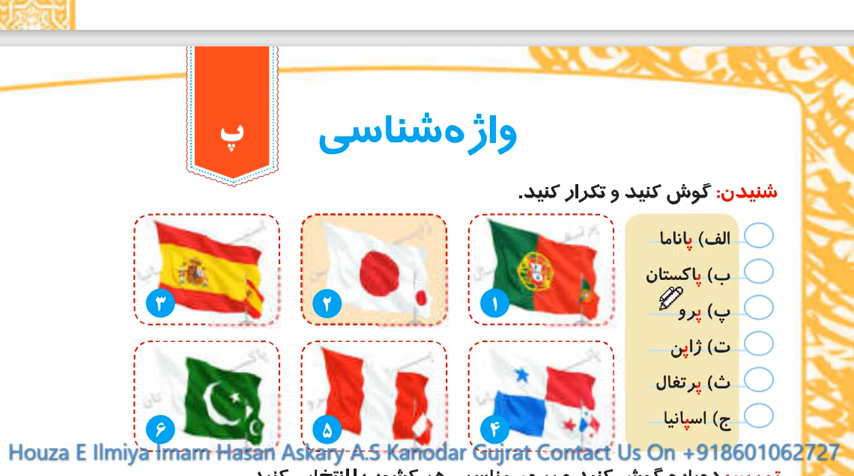 واژه‌شناسی
پ
شنیدن: گوش کنید و تکرار کنید.
الف) پاناما
ب) پاکستان
پ) پرو
ت) ژاپن
ث) پرتغال
ج) اسپانیا
۱
۲
۳
۴
۵
۶
Houza E Ilmiya Imam Hasan Askary A.S Kanodar Gujrat Contact Us On +918601062727